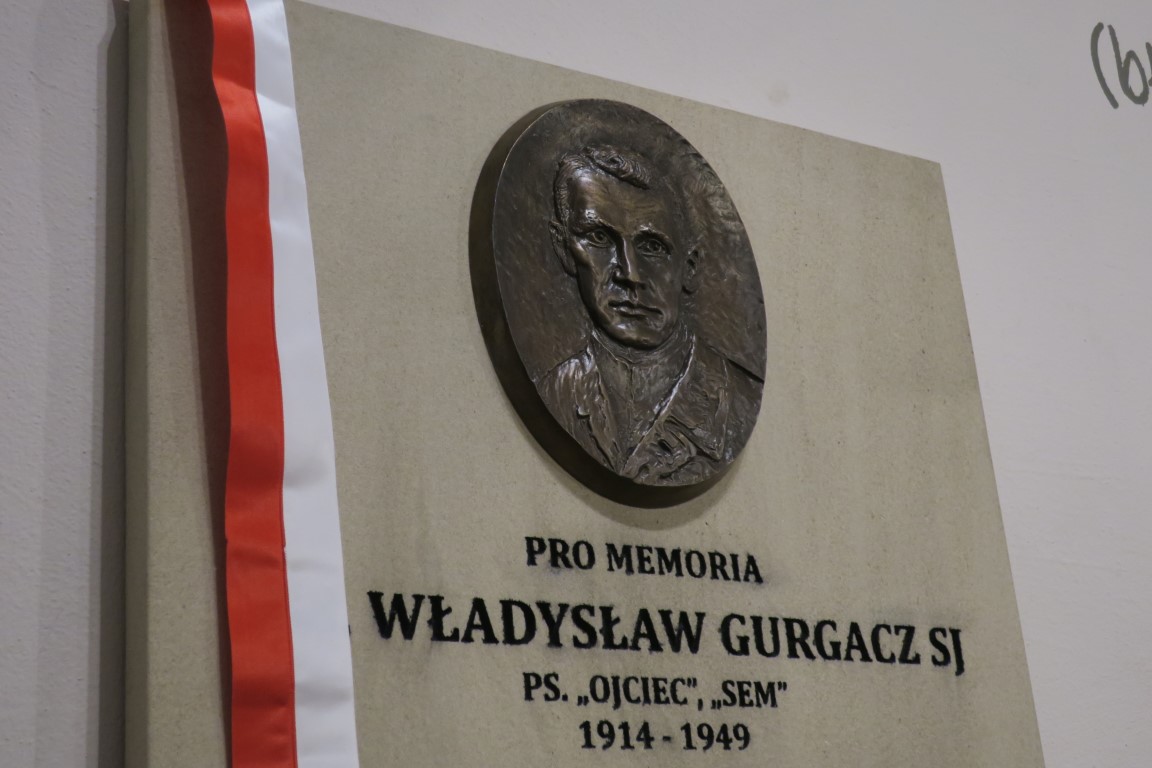 PRO MEMORIA
WŁADYSŁAW GURGACZ SJ
PS. „OJCIEC”, „SEM”
1914 - 1949